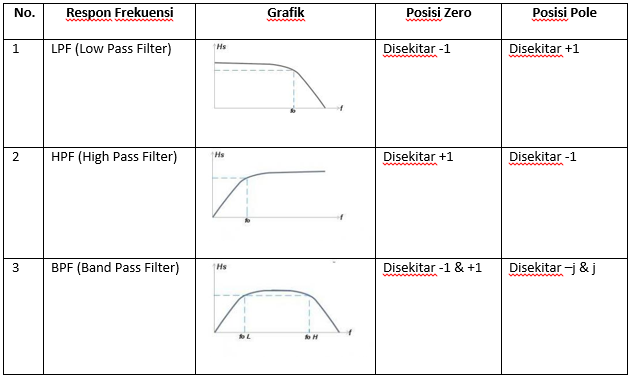 No. Respon Frekuensi Grafik Posisi Zero Posisi Pole
1 LPF (Low Pass Filter) Disekitar -1 Disekitar +1
Hs
fo
f
2 HPF (High Pass Filter) Disekitar +1 Disekitar -1
Hs
fo
f
3 BPF (Band Pass Filter) Disekitar -1 & +1 Disekitar –j & j
Hs
fo L fo H
f